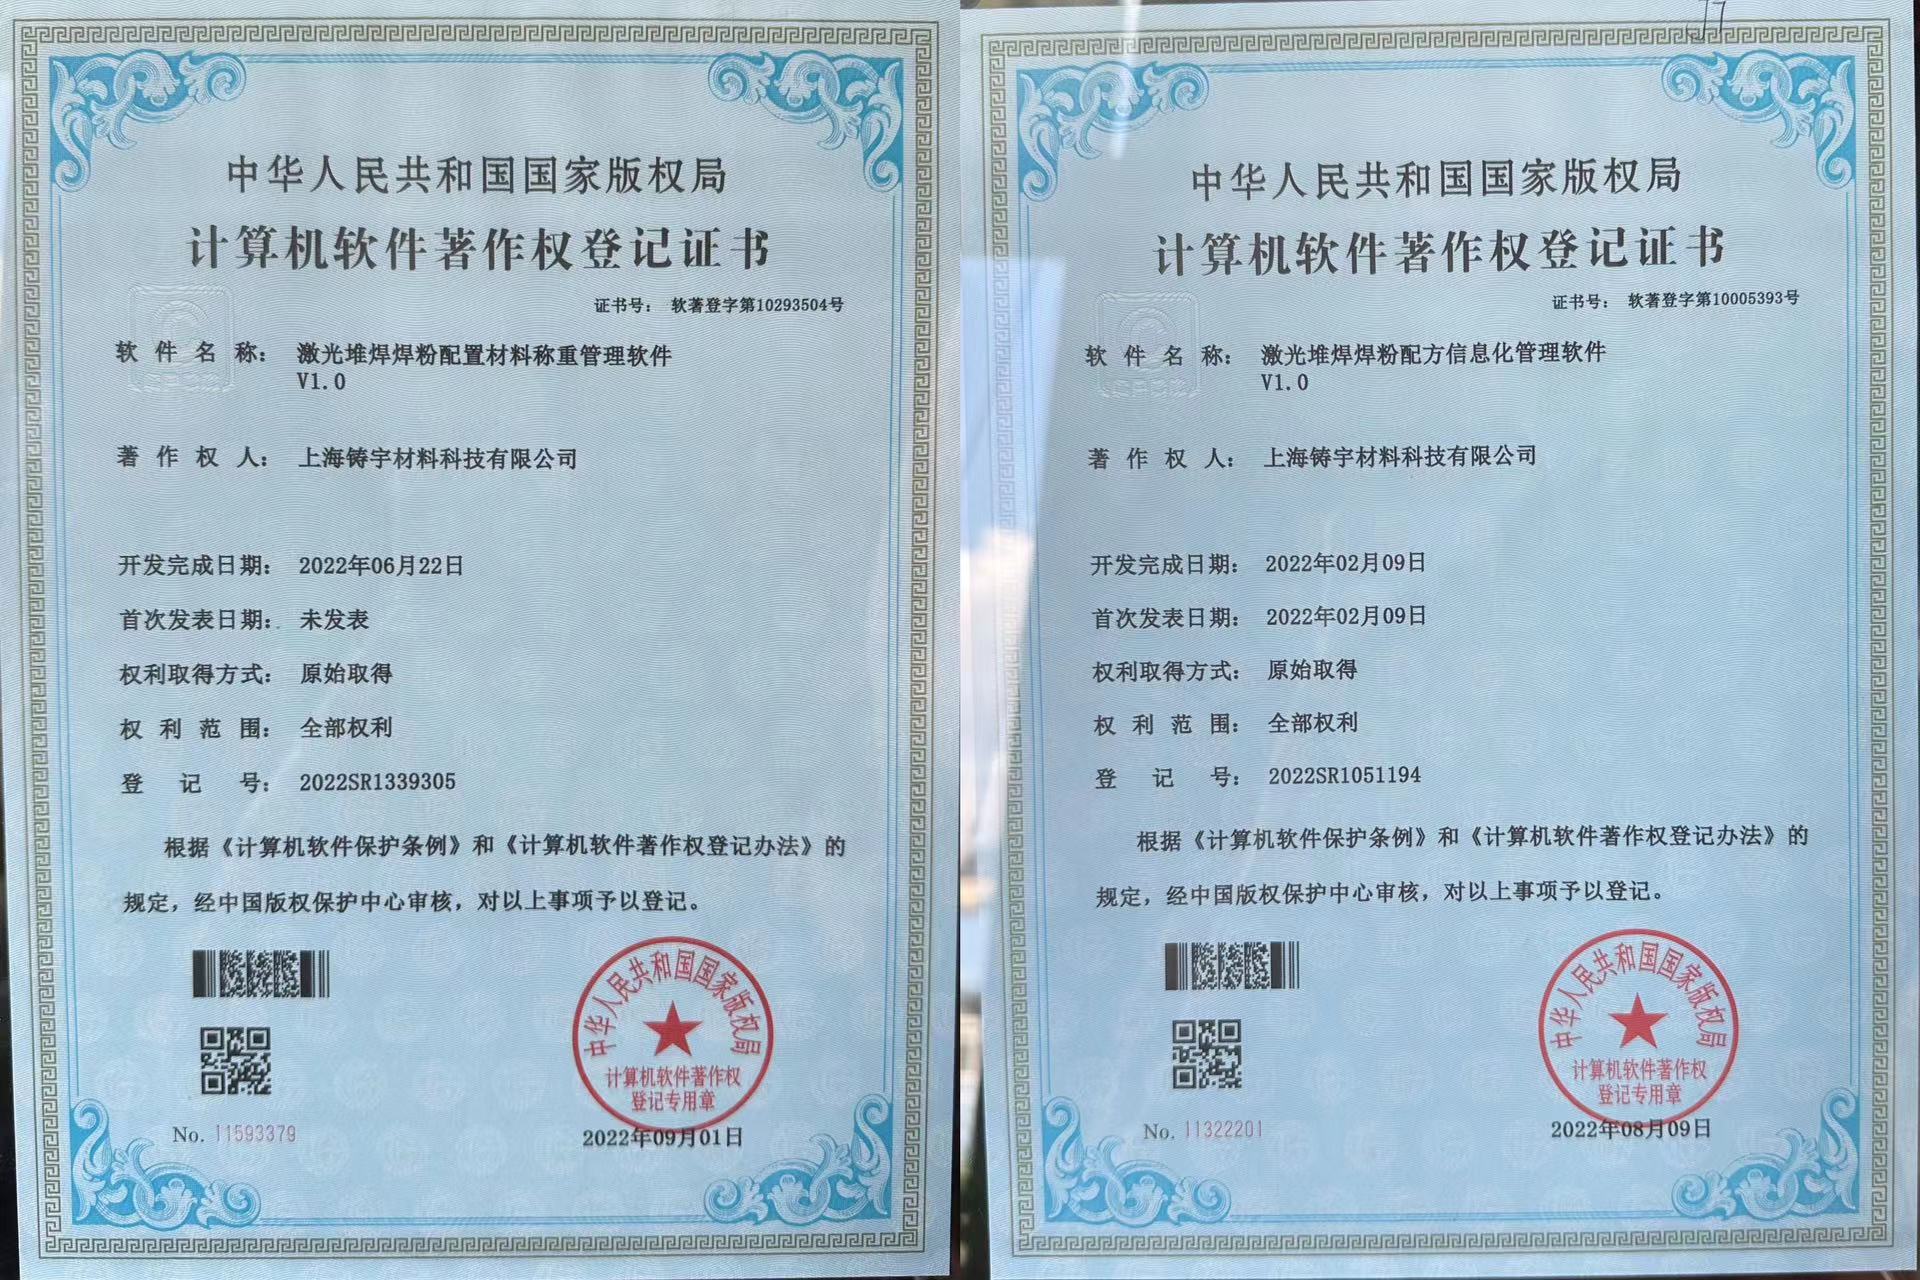 中华人民共和国国家版权局
计算机软件著作权登记证书
证书号： 软著登字第10293504号
软件名称： 激光堆焊焊粉配置材料称重管理软件
V1.0
著作权人： 上海铸宇材料科技有限公司
开发完成日期： 2022年06月22日
首次发表日期： 未发表
权利取得方式： 原始取得
权利范围： 全部权利
登记号： 2022SR1339305
根据《计算机软件保护条例》和《计算机软件著作权登记办法》的
规定，经中国版权保护中心审核，对以上事项予以登记。
中华人民共和国国家版权局
计算机软件著作权
登记专用章
No. 11593379
2022年09月01日
中华人民共和国国家版权局
计算机软件著作权登记证书
证书号： 软著登字第10005393号
软件名称： 激光堆焊焊粉配方信息化管理软件
V1.0
著作权人： 上海铸宇材料科技有限公司
开发完成日期： 2022年02月09日
首次发表日期： 2022年02月09日
权利取得方式： 原始取得
权利范围： 全部权利
登记号： 2022SR1051194
根据《计算机软件保护条例》和《计算机软件著作权登记办法》的
规定，经中国版权保护中心审核，对以上事项予以登记。
中华人民共和国国家版权局
计算机软件著作权
登记专用章
No. 11322201
2022年08月09日